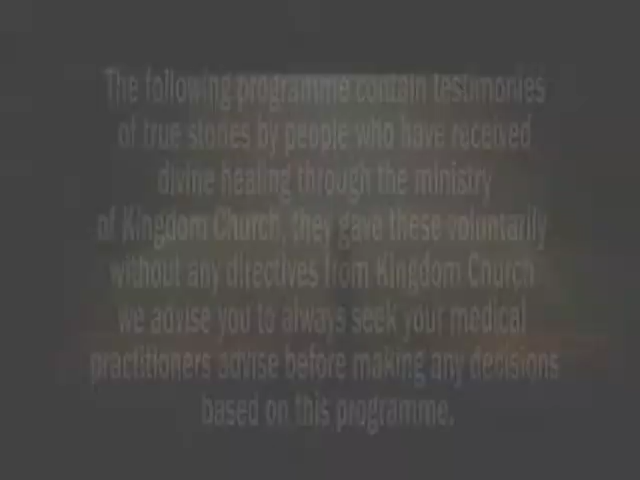 The following programme contain testimonies
of true stories by people who have received
divine healing through the ministry
of Kingdom Church, they gave these voluntarily
without any directives from Kingdom Church
we advise you to always seek your medical
practitioners advise before making any decisions
based on this programme.